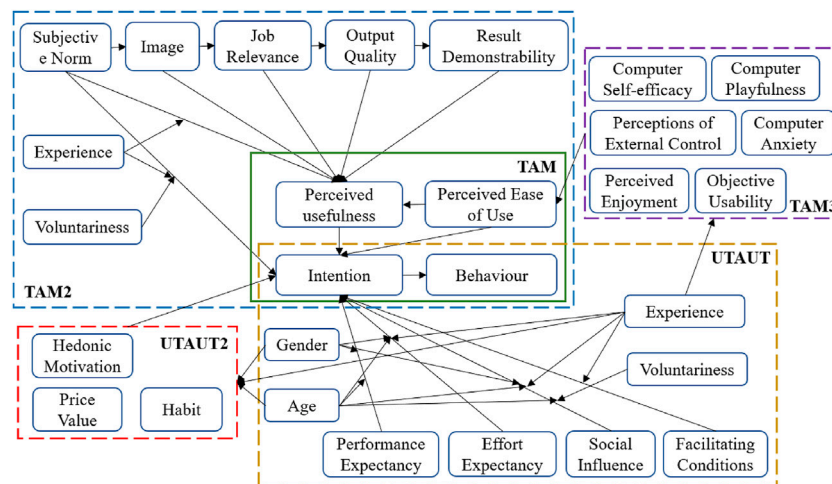 Subjectiv
e Norm
Image
Job
Relevance
Output
Quality
Result
Demonstrability
Computer
Self-efficacy
Computer
Playfulness
Perceptions of
External Control
Computer
Anxiety
Perceived
Enjoyment
Objective
Usability
TAM3
Experience
Voluntariness
TAM
Perceived
usefulness
Perceived Ease
of Use
Intention
Behaviour
TAM2
UTAUT
UTAUT2
Hedonic
Motivation
Price
Value
Habit
Gender
Age
Experience
Voluntariness
Performance
Expectancy
Effort
Expectancy
Social
Influence
Facilitating
Conditions